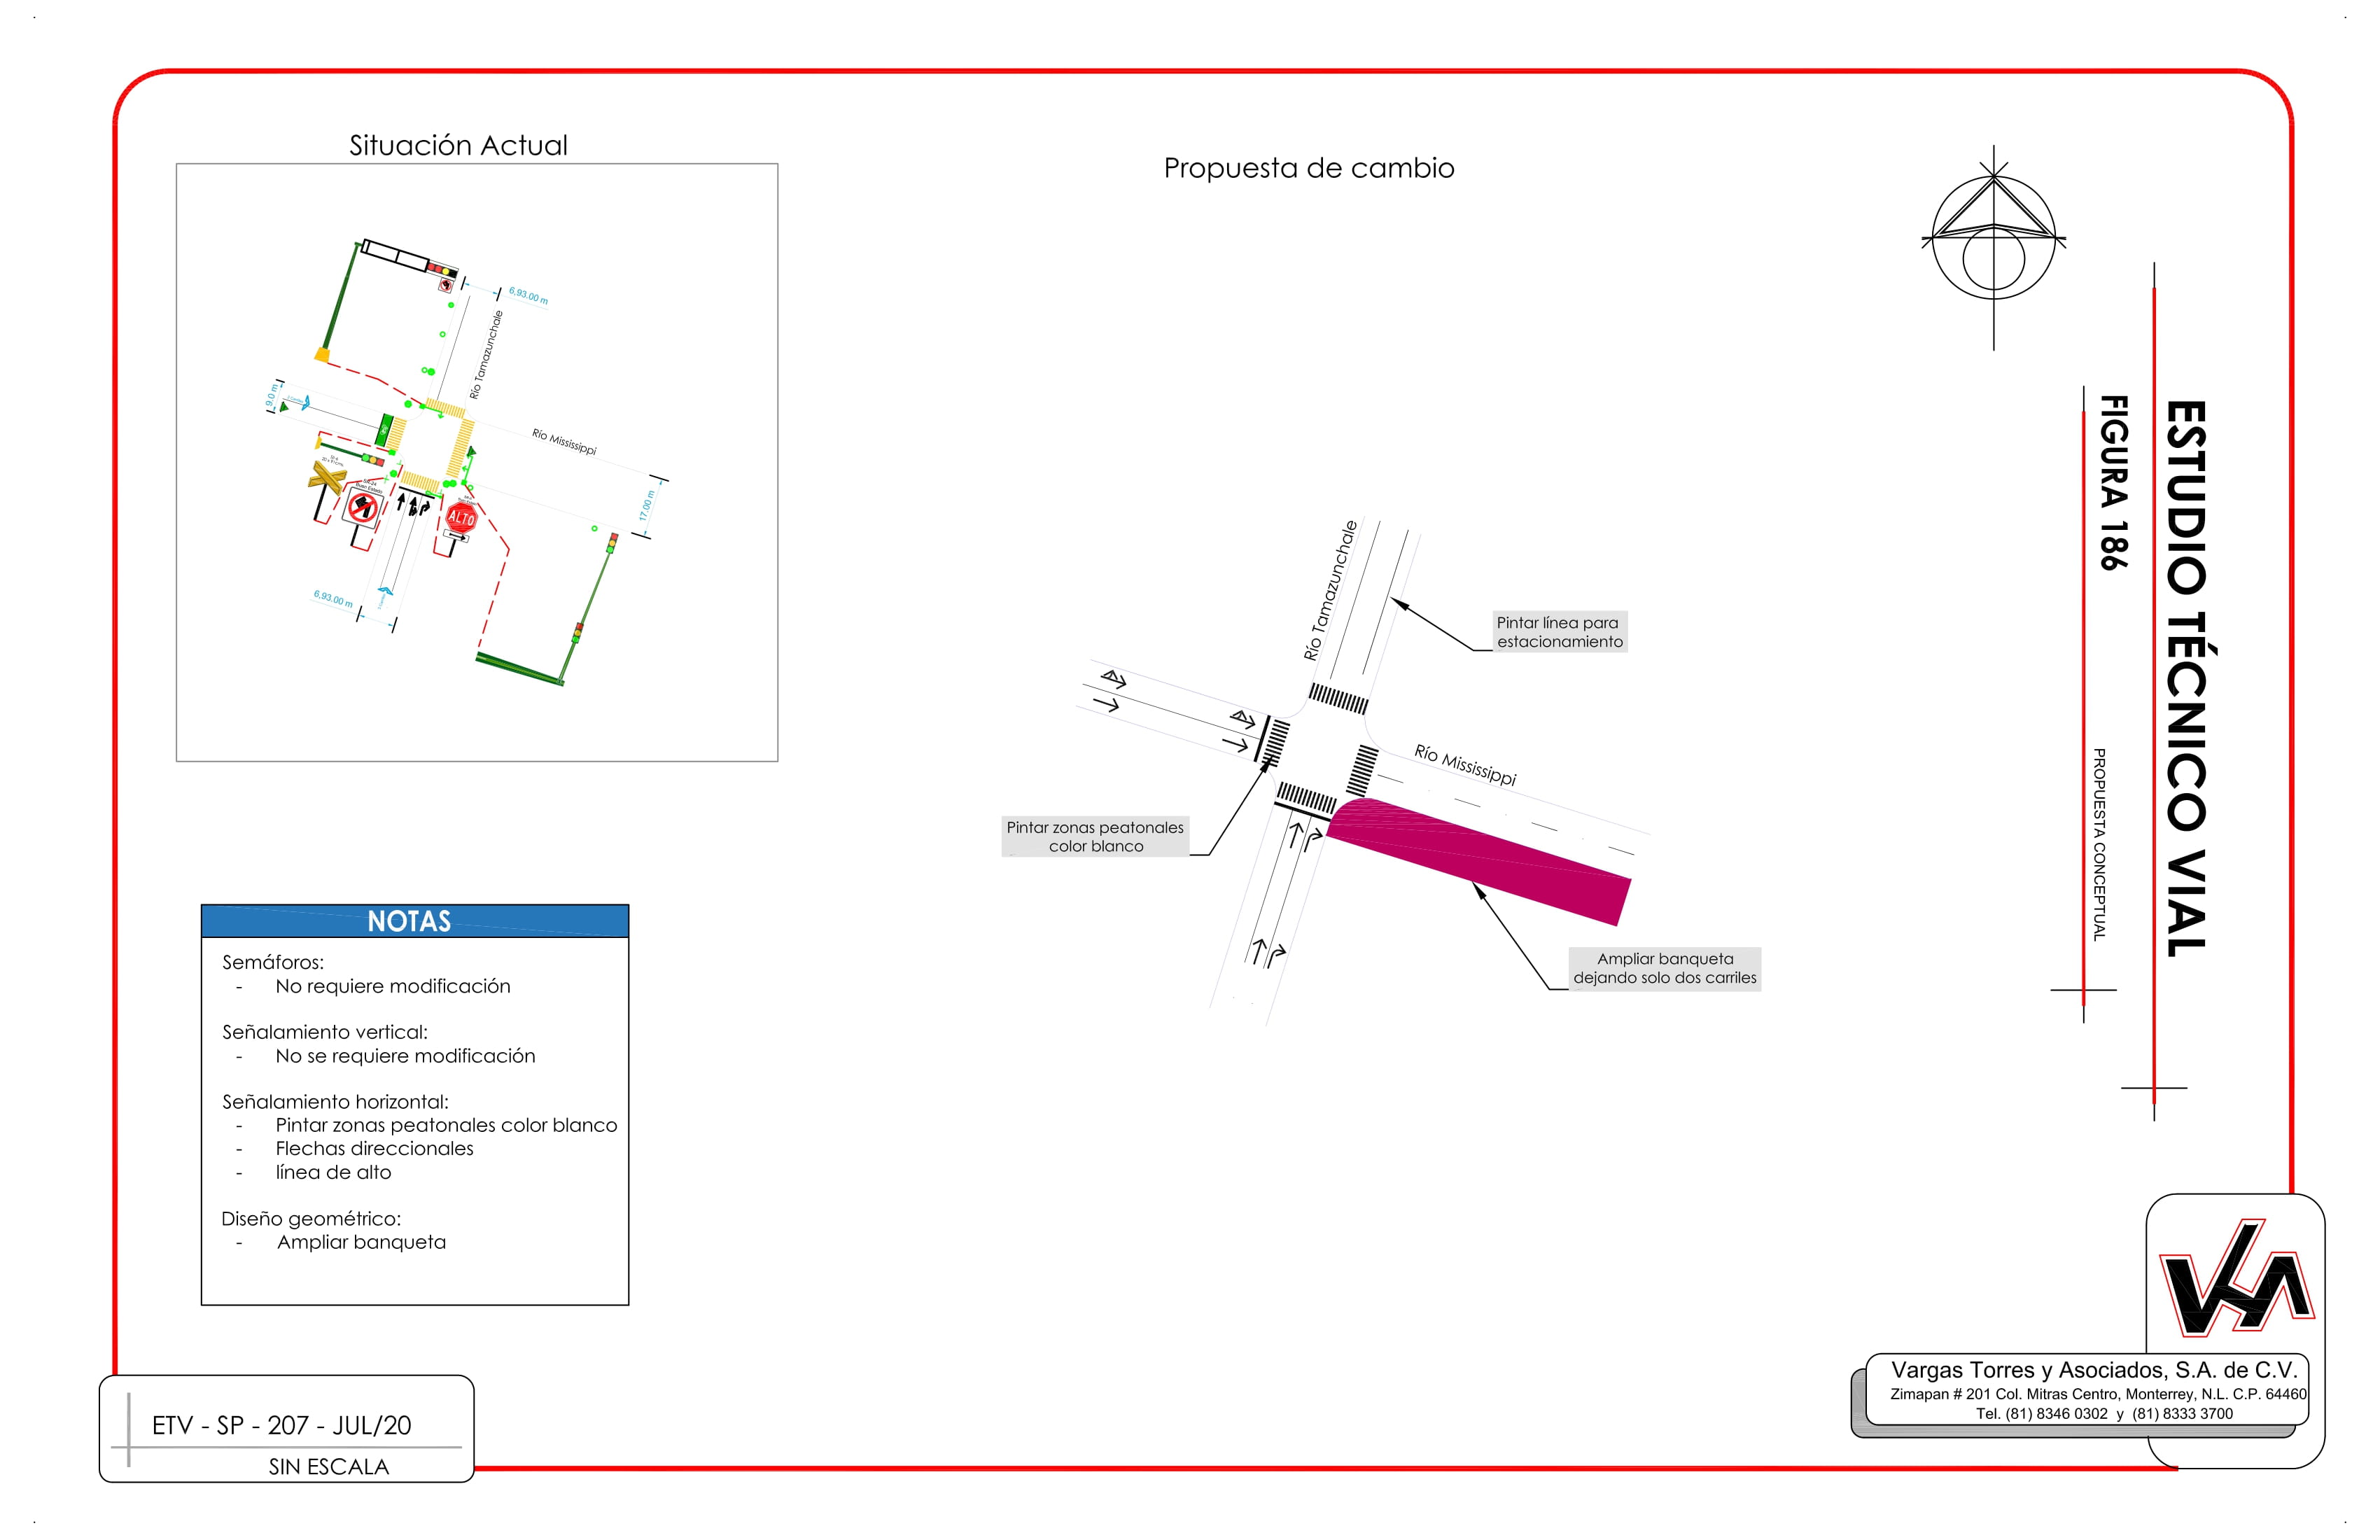 Situación Actual
6,93.00 m
Río Tamazunchale
9.0 m
Río Mississippi
17.00 m
ALTO
6,93.00 m
Propuesta de cambio
Río Tamazunchale
Pintar línea para
estacionamiento
Río Mississippi
Pintar zonas peatonales
color blanco
Ampliar banqueta
dejando solo dos carriles
NOTAS
Semáforos:
- No requiere modificación
Señalamiento vertical:
- No se requiere modificación
Señalamiento horizontal:
- Pintar zonas peatonales color blanco
- Flechas direccionales
- línea de alto
Diseño geométrico:
- Ampliar banqueta
ESTUDIO TÉCNICO VIAL
FIGURA 186
PROPUESTA CONCEPTUAL
ETV - SP - 207 - JUL/20
SIN ESCALA
Vargas Torres y Asociados, S.A. de C.V.
Zimapan # 201 Col. Mitras Centro, Monterrey, N.L. C.P. 64460
Tel. (81) 8346 0302 y (81) 8333 3700